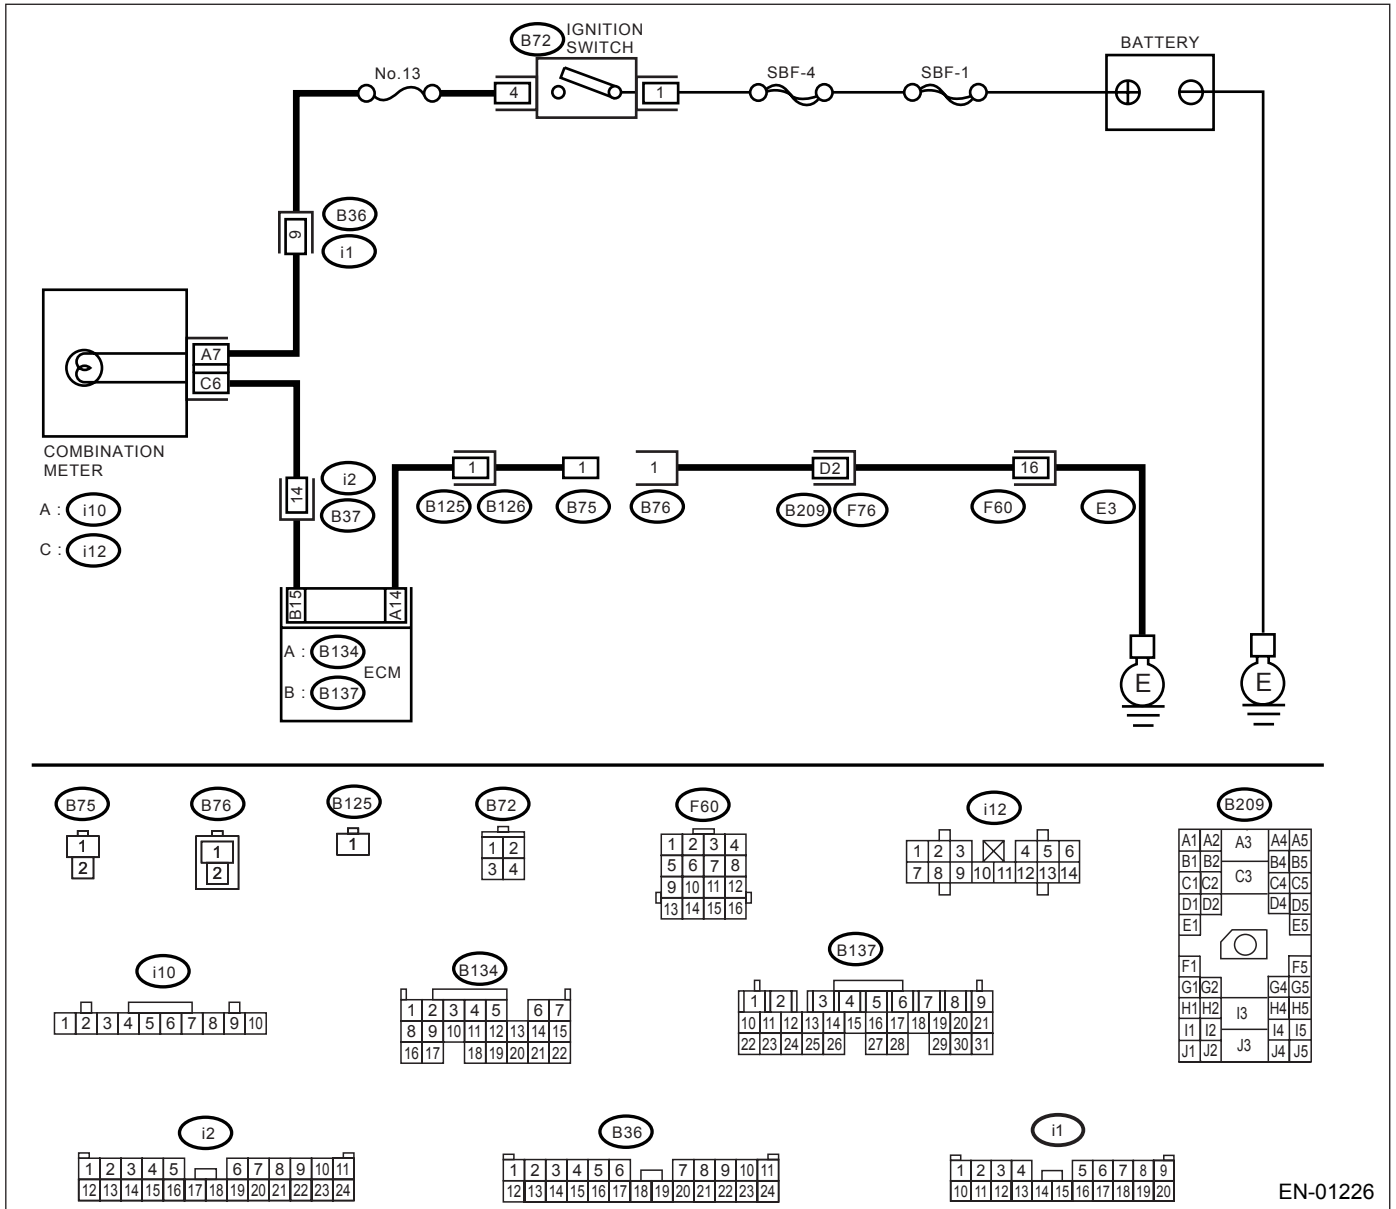 B72 IGNITION
SWITCH
BATTERY
No.13
SBF-4
SBF-1
4
1
B36
9
i1
A7
C6
COMBINATION
METER
A : i10
C : i12
14
i2
B37
1
1
1
D2
16
B125
B126
B75
B76
B209
F76
F60
E3
B15
A14
A : B134
ECM
B : B137
E
E
B75
B76
B125
B72
F60
i12
B209
1
2
1
2
1
1 2
3 4
1 2 3 4
5 6 7 8
9 10 11 12
13 14 15 16
1 2 3 4 5 6
7 8 9 10 11 12 13 14
A1 A2 A3 A4 A5
B1 B2 B4 B5
C1 C2 C3 C4 C5
D1 D2 D4 D5
E1 E5
F1 F5
G1 G2 G4 G5
H1 H2 I3 H4 H5
I1 I2 I4 I5
J1 J2 J3 J4 J5
i10
B134
B137
1 2 3 4 5 6 7 8 9 10
1 2 3 4 5 6 7
8 9 10 11 12 13 14 15
16 17 18 19 20 21 22
1 2 3 4 5 6 7 8 9
10 11 12 13 14 15 16 17 18 19 20 21
22 23 24 25 26 27 28 29 30 31
i2
B36
i1
1 2 3 4 5 6 7 8 9 10 11
12 13 14 15 16 17 18 19 20 21 22 23 24
1 2 3 4 5 6 7 8 9 10 11
12 13 14 15 16 17 18 19 20 21 22 23 24
1 2 3 4 5 6 7 8 9
10 11 12 13 14 15 16 17 18 19 20
EN-01226